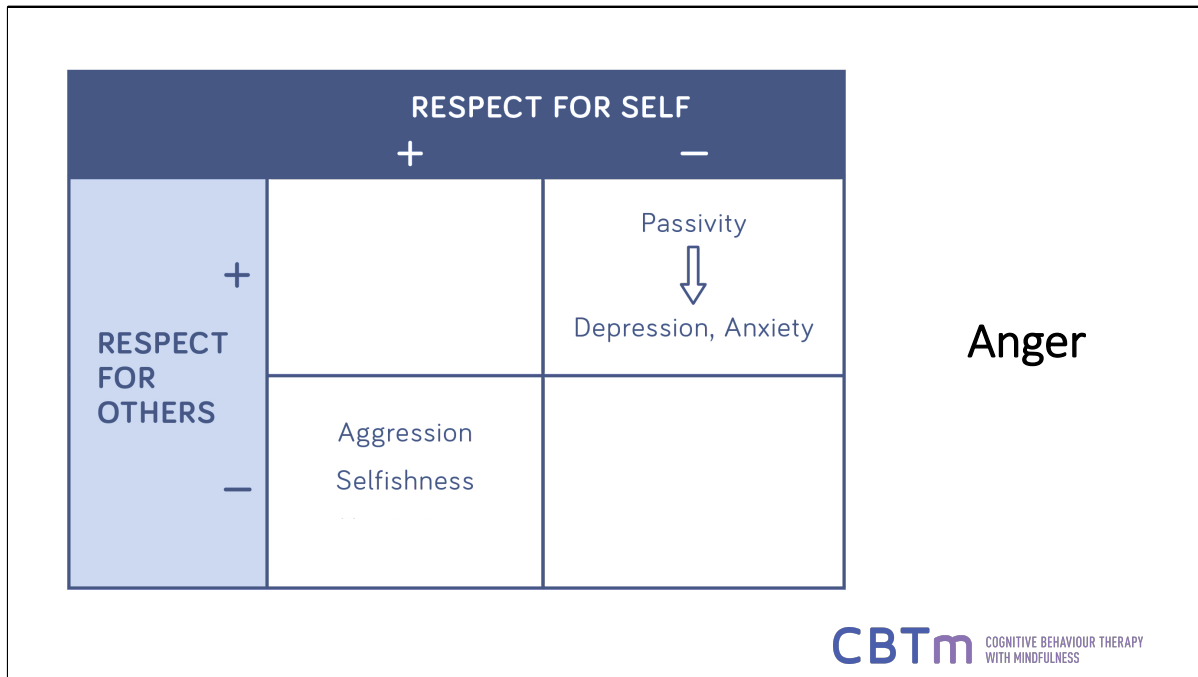 RESPECT FOR SELF
+ −
Passivity
+
Depression, Anxiety
RESPECT
FOR
OTHERS
Aggression
Selfishness
−
Anger
CBTm COGNITIVE BEHAVIOUR THERAPY
WITH MINDFULNESS